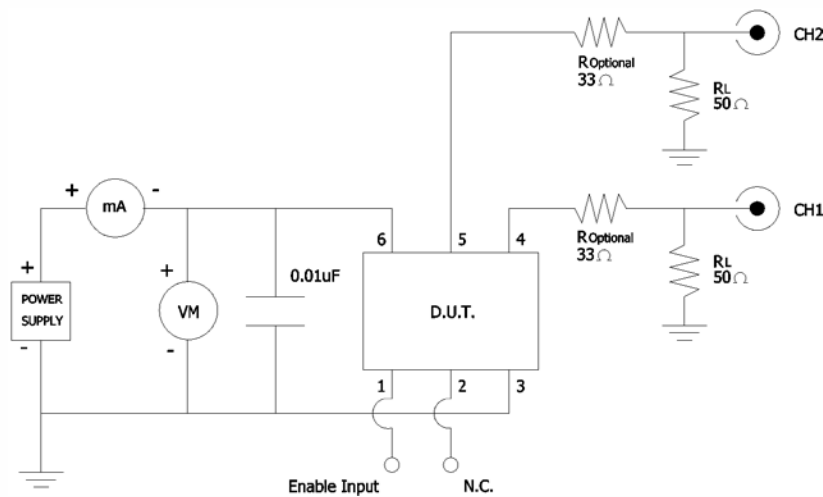 CH2
ROptional
33Ω
RL
50Ω
+ mA -
CH1
ROptional
33Ω
RL
50Ω
6 5 4
+
POWER
SUPPLY
-
+
VM
-
0.01uF
D.U.T.
1 2 3
Enable Input
N.C.